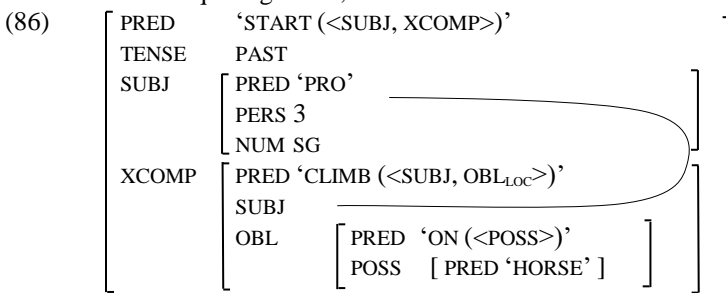 (86) PRED ‘START (<SUBJ, XCOMP>)’
TENSE PAST
SUBJ PRED ‘PRO’
PERS 3
NUM SG
XCOMP PRED ‘CLIMB (<SUBJ, OBLLOC>)’
SUBJ
OBL PRED ‘ON (<POSS>)’
POSS [ PRED ‘HORSE’ ]